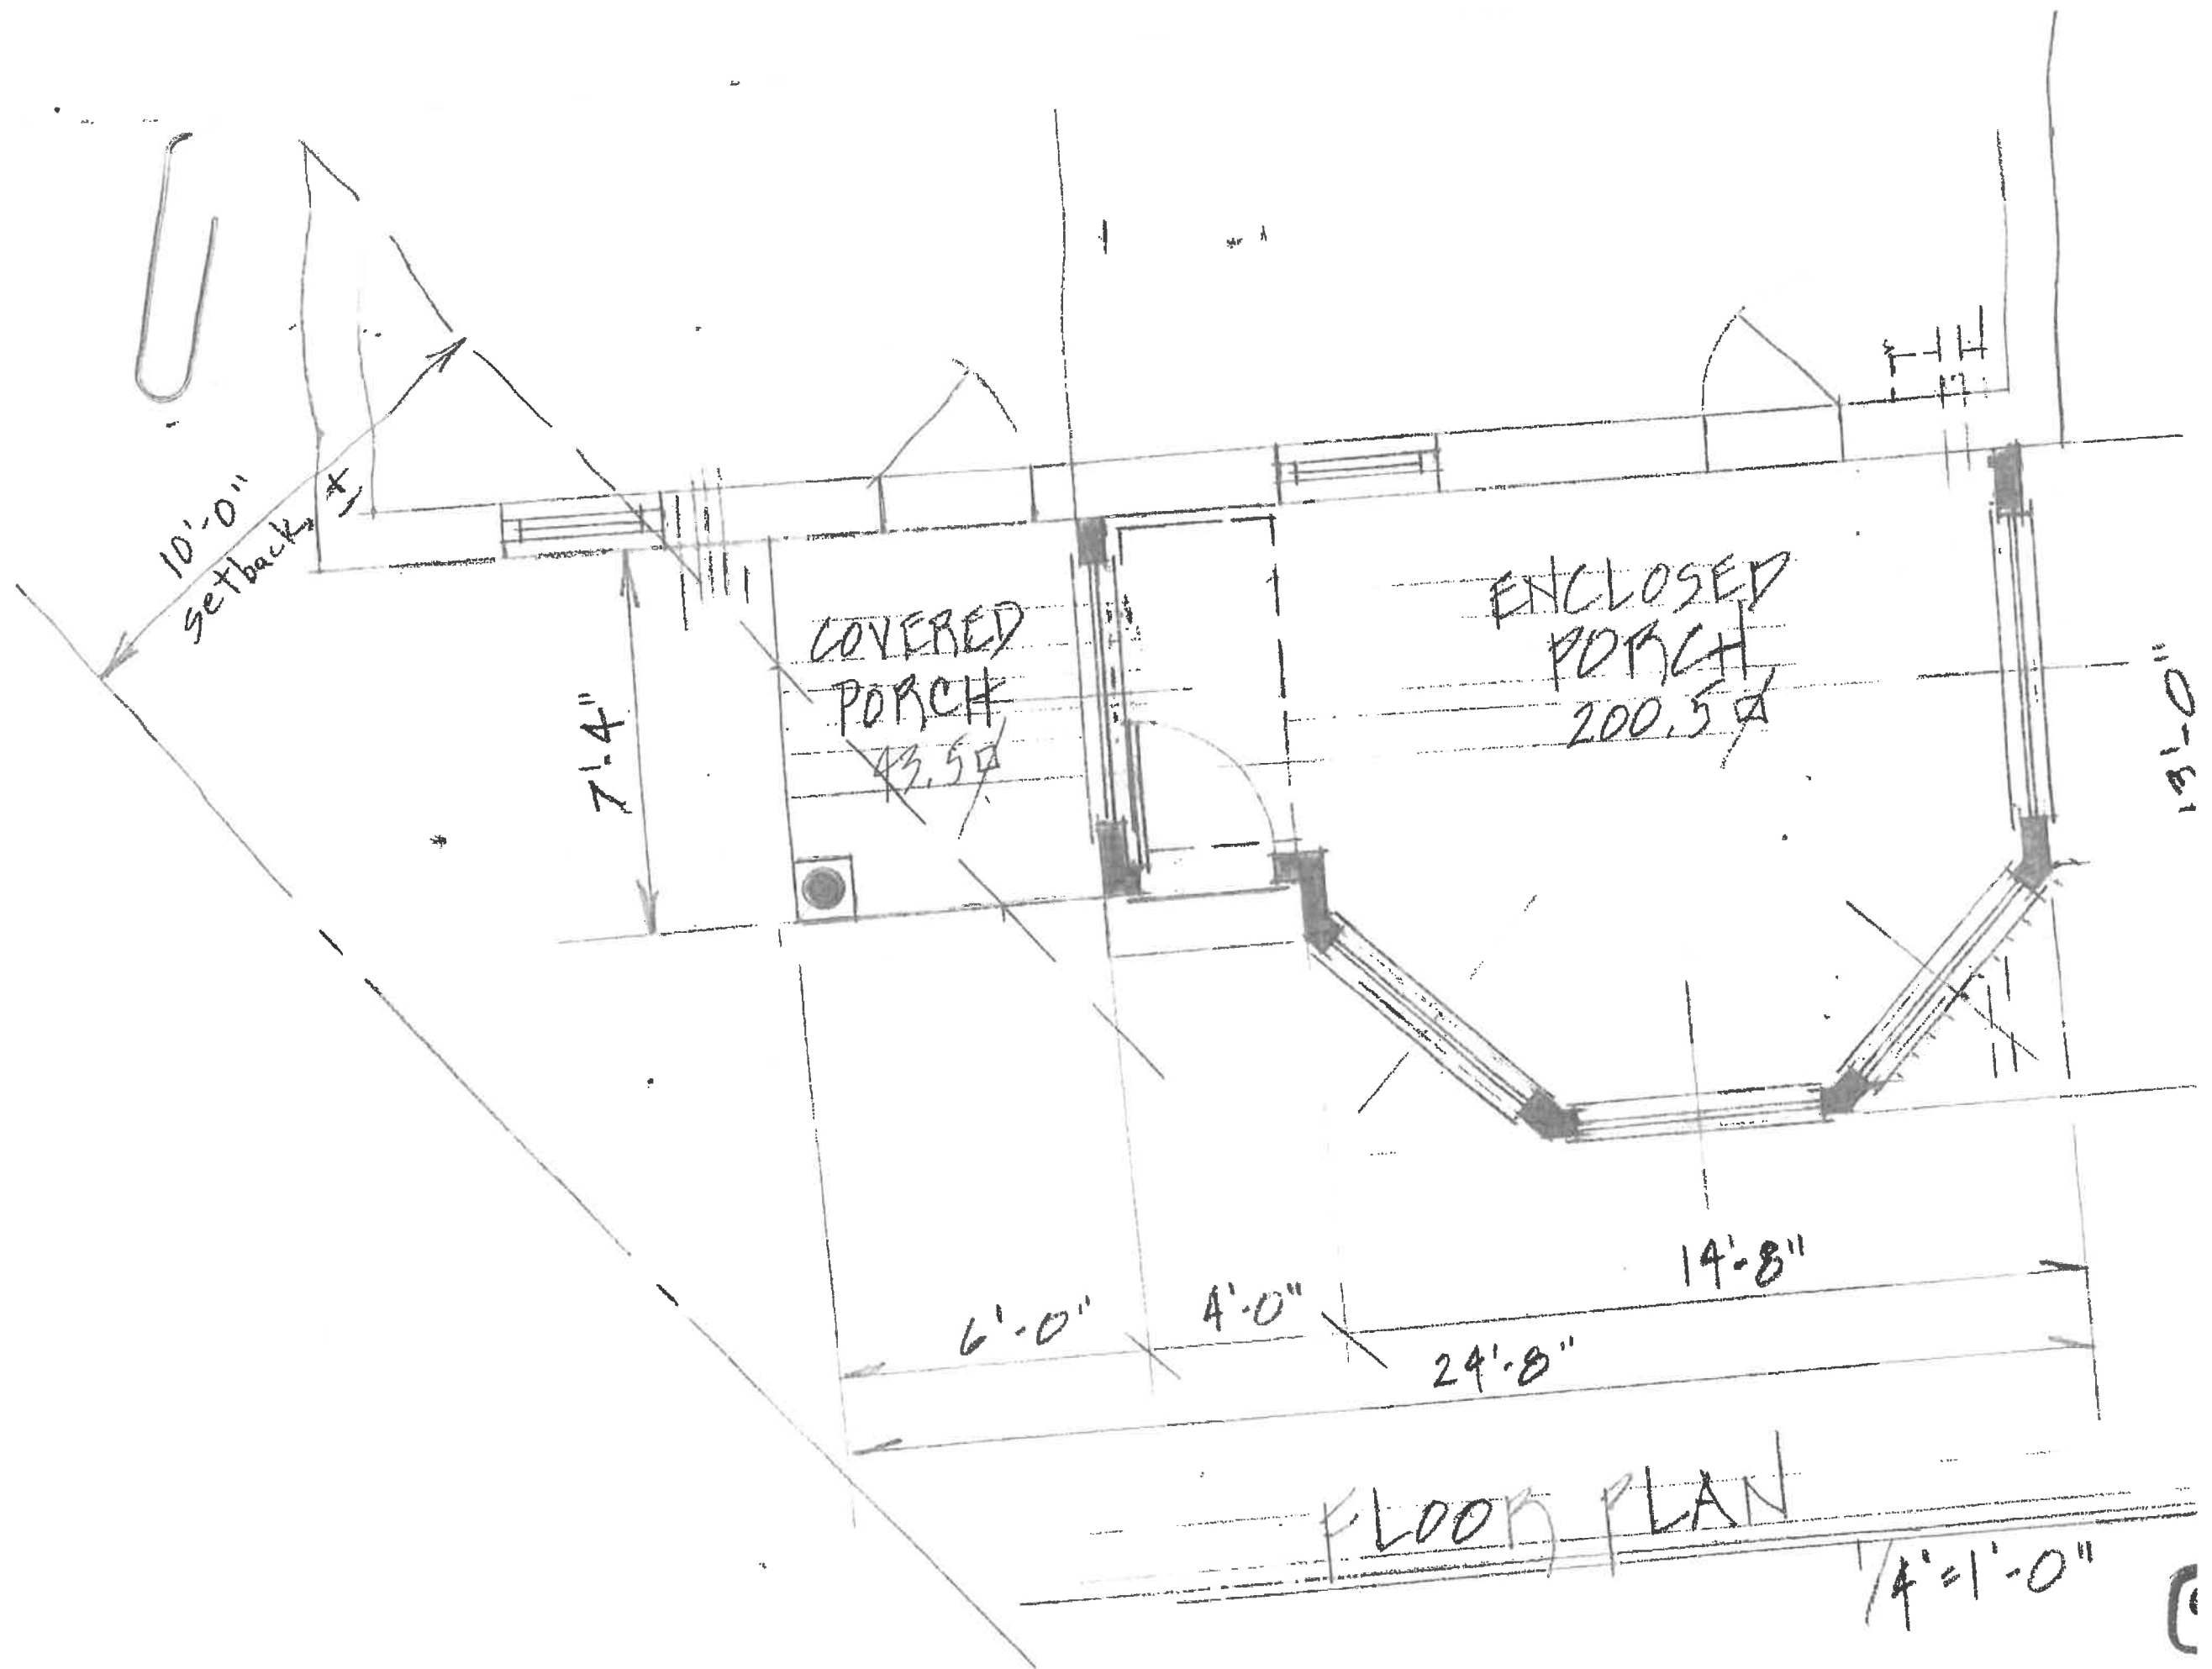 10'-0"
setback, ±
7'-4"
COVERED
PORCH
43.5 ⌀
ENCLOSED
PORCH
200.5 ⌀
13'-0"
14'-8"
6'-0"
4'-0"
24'-8"
FLOOR PLAN
1/4"=1'-0"